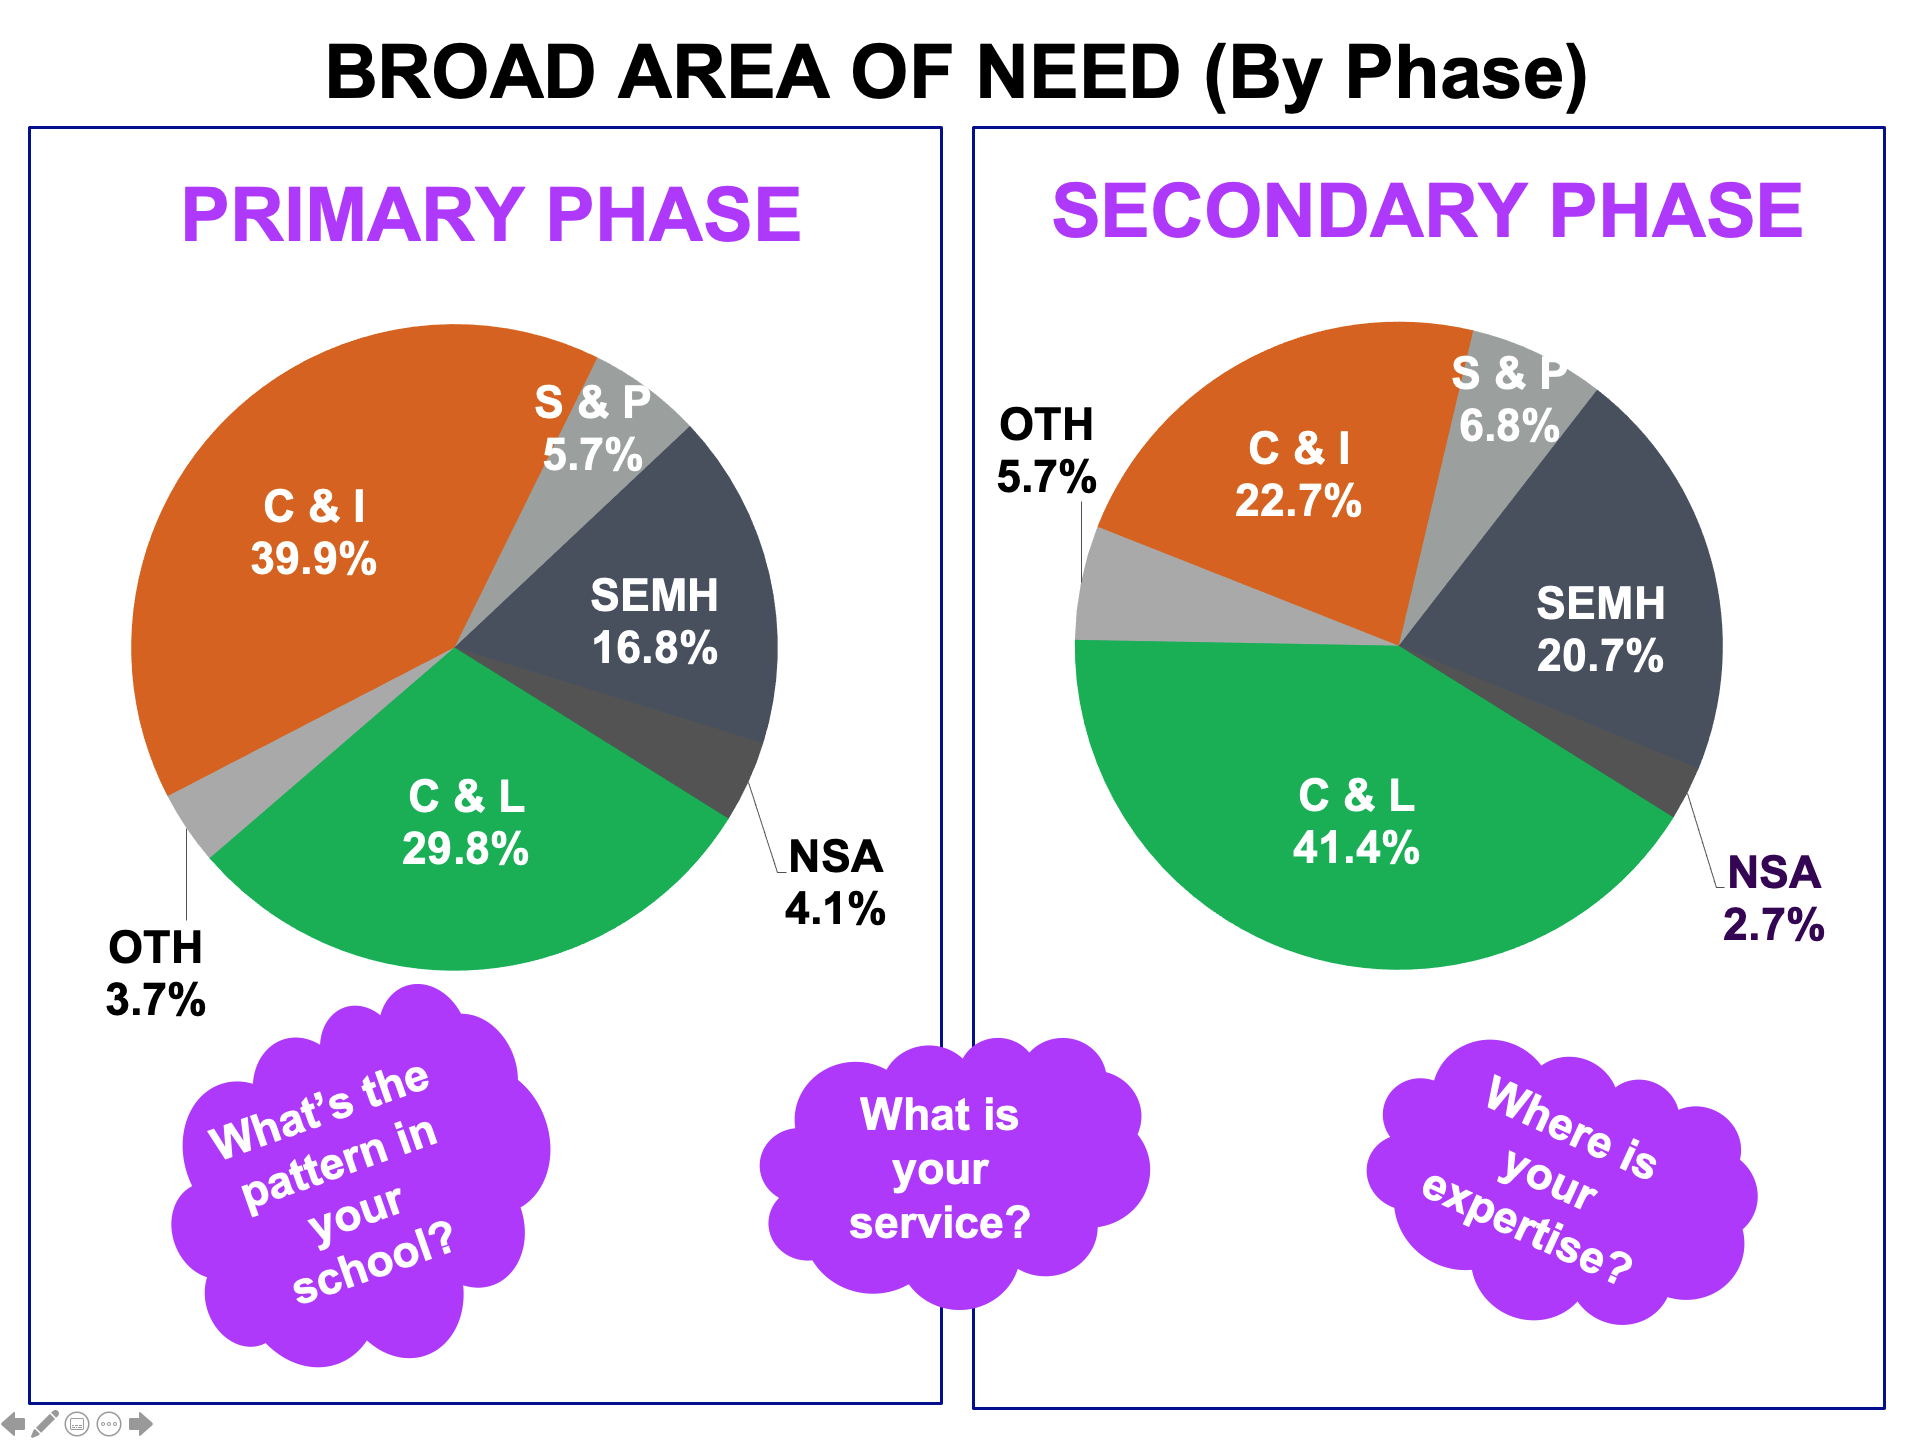 BROAD AREA OF NEED (By Phase)
PRIMARY PHASE
S & P
5.7%
C & I
39.9%
SEMH
16.8%
C & L
29.8%
NSA
4.1%
OTH
3.7%
SECONDARY PHASE
S & P
6.8%
OTH
5.7%
C & I
22.7%
SEMH
20.7%
C & L
41.4%
NSA
2.7%
What’s the
pattern in
your
school?
What is
your
service?
Where is
your
expertise?